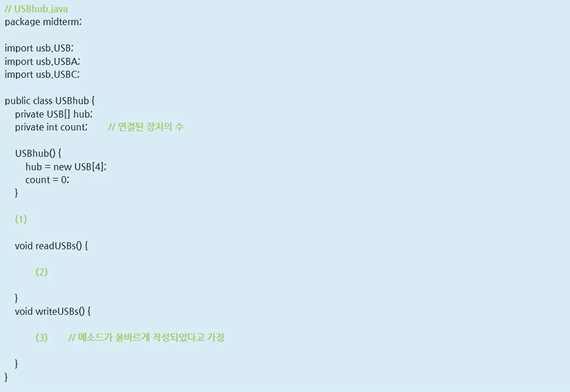 // USBhub.java
package midterm;
import usb.USB;
import usb.USBA;
import usb.USBC;
public class USBhub {
private USB[] hub;
private int count; // 연결된 장치의 수
USBhub() {
hub = new USB[4];
count = 0;
}
(1)
void readUSBs() {
(2)
}
void writeUSBs() {
(3) // 메소드가 올바르게 작성되었다고 가정
}
}